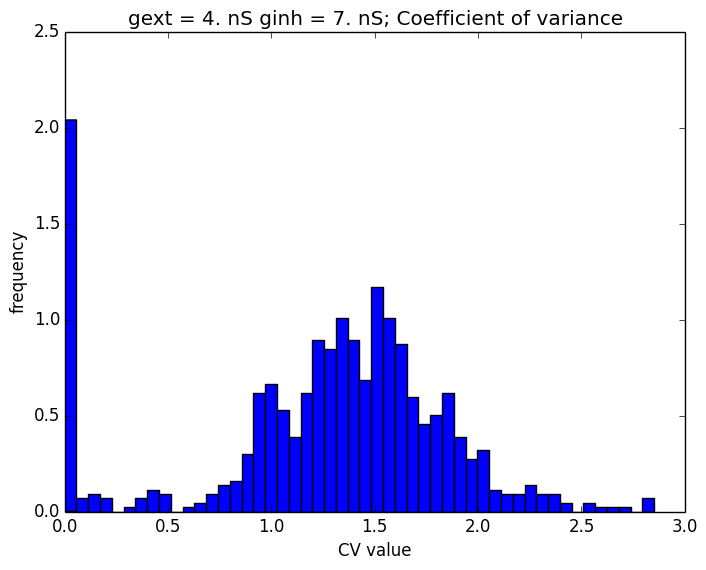 gext = 4. nS ginh = 7. nS; Coefficient of variance
2.5
2.0
1.5
1.0
0.5
0.0
frequency
0.0 0.5 1.0 1.5 2.0 2.5 3.0
CV value